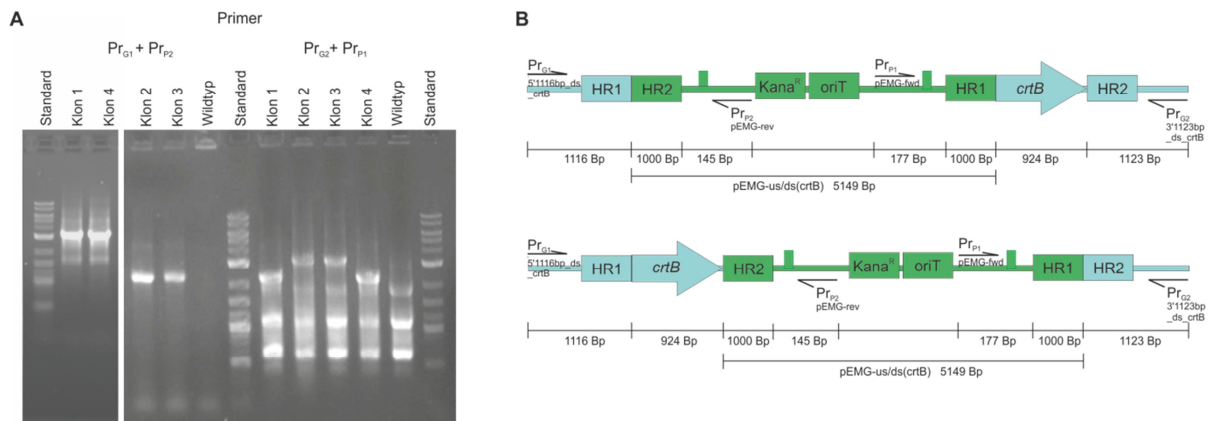 A
Primer
PrG1 + PrP2
PrG2 + PrP1
Standard
Klon 1
Klon 4
Klon 2
Klon 3
Wildtyp
Standard
Klon 1
Klon 2
Klon 3
Klon 4
Wildtyp
Standard
B
PrG1
5'1116bp_ds
_crtB
HR1
HR2
PrP2
pEMG-rev
KanaR
oriT
PrP1
pEMG-fwd
HR1
crtB
HR2
PrG2
3'1123bp
_ds_crtB
1116 Bp
1000 Bp
145 Bp
177 Bp
1000 Bp
924 Bp
1123 Bp
pEMG-us/ds(crtB) 5149 Bp
PrG1
5'1116bp_ds
_crtB
HR1
crtB
HR2
PrP2
pEMG-rev
KanaR
oriT
PrP1
pEMG-fwd
HR1
HR2
PrG2
3'1123bp
_ds_crtB
1116 Bp
924 Bp
1000 Bp
145 Bp
177 Bp
1000 Bp
1123 Bp
pEMG-us/ds(crtB) 5149 Bp